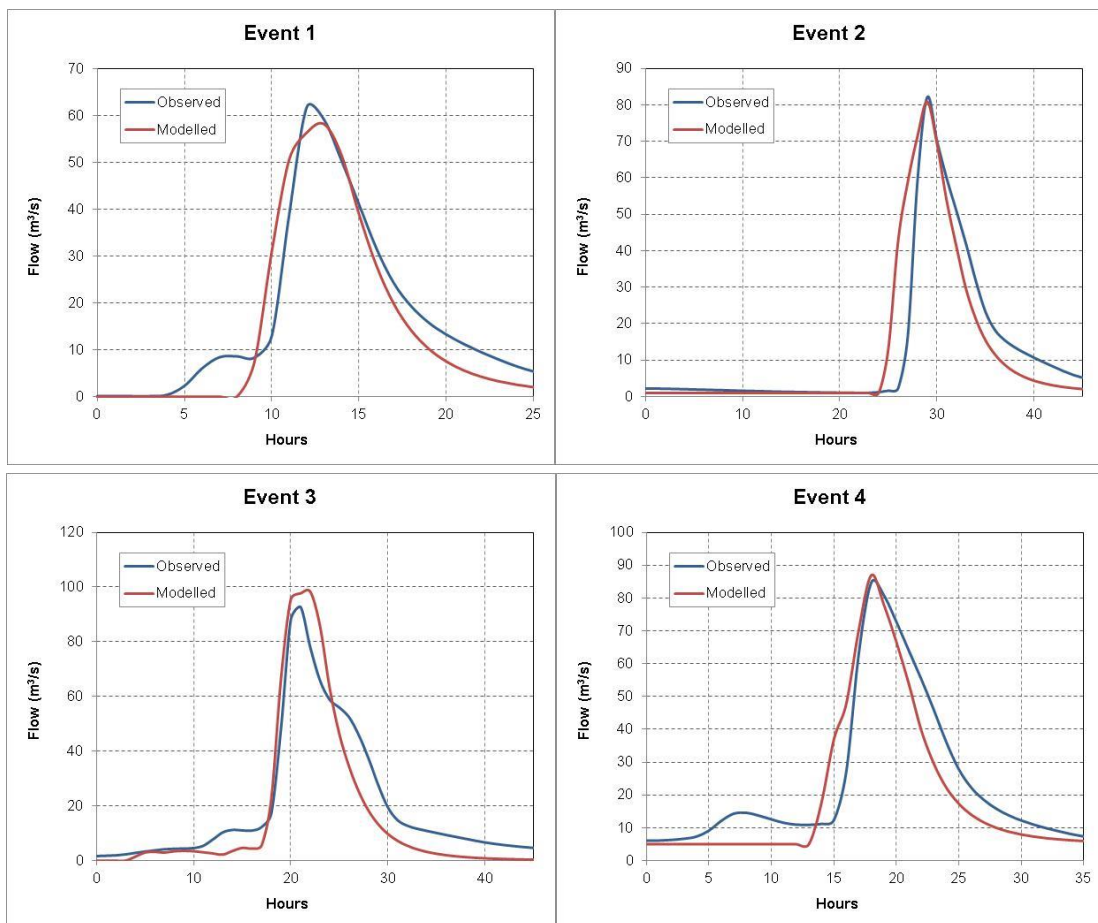 Event 1
70
60
50
40
30
20
10
0
Flow (m³/s)
Observed
Modelled
0 5 10 15 20 25
Hours
Event 2
90
80
70
60
50
40
30
20
10
0
Flow (m³/s)
Observed
Modelled
0 10 20 30 40
Hours
Event 3
120
100
80
60
40
20
0
Flow (m³/s)
Observed
Modelled
0 10 20 30 40
Hours
Event 4
100
90
80
70
60
50
40
30
20
10
0
Flow (m³/s)
Observed
Modelled
0 5 10 15 20 25 30 35
Hours